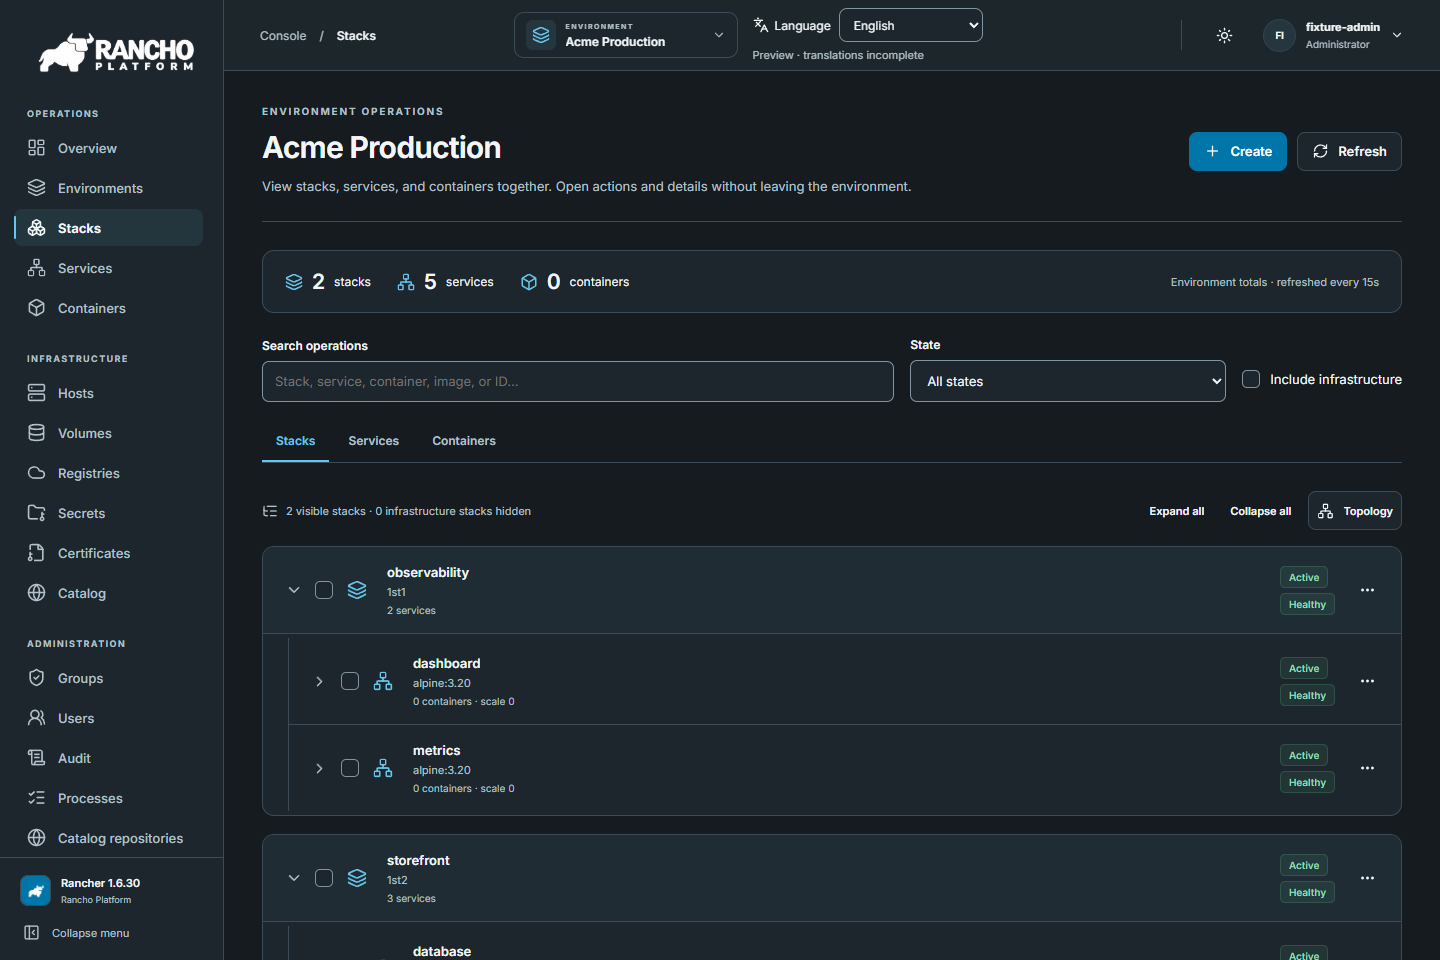 RANCHO
PLATFORM
OPERATIONS
Overview
Environments
Stacks
Services
Containers
INFRASTRUCTURE
Hosts
Volumes
Registries
Secrets
Certificates
Catalog
ADMINISTRATION
Groups
Users
Audit
Processes
Catalog repositories
Rancher 1.6.30
Rancho Platform
Collapse menu
Console / Stacks
ENVIRONMENT
Acme Production
Language
English
Preview · translations incomplete
FI
fixture-admin
Administrator
ENVIRONMENT OPERATIONS
Acme Production
View stacks, services, and containers together. Open actions and details without leaving the environment.
Create
Refresh
2 stacks
5 services
0 containers
Environment totals · refreshed every 15s
Search operations
Stack, service, container, image, or ID...
State
All states
Include infrastructure
Stacks
Services
Containers
2 visible stacks · 0 infrastructure stacks hidden
Expand all
Collapse all
Topology
observability
1st1
2 services
Active
Healthy
dashboard
alpine:3.20
0 containers · scale 0
Active
Healthy
metrics
alpine:3.20
0 containers · scale 0
Active
Healthy
storefront
1st2
3 services
Active
Healthy
database
Active